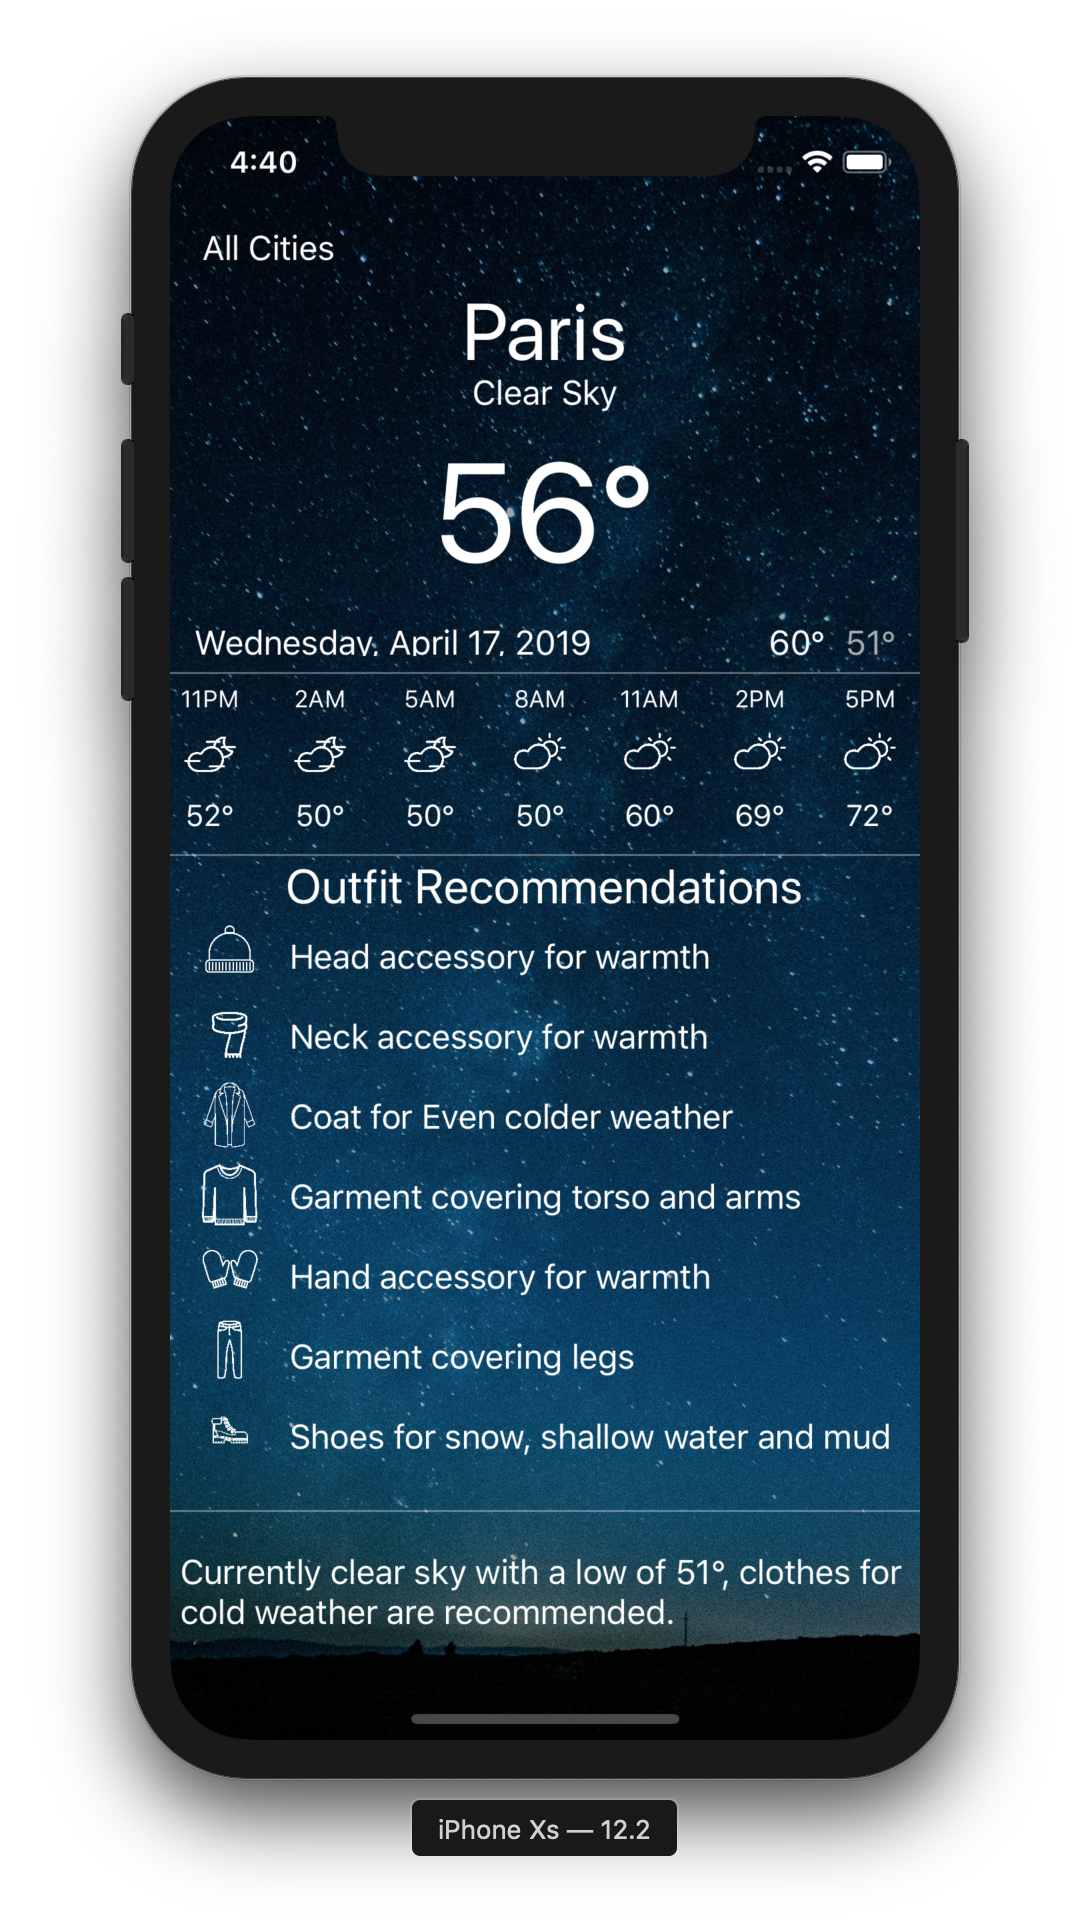 4:40
All Cities
Paris
Clear Sky
56°
Wednesday, April 17, 2019 60° 51°
11PM 2AM 5AM 8AM 11AM 2PM 5PM
52° 50° 50° 50° 60° 69° 72°
Outfit Recommendations
Head accessory for warmth
Neck accessory for warmth
Coat for Even colder weather
Garment covering torso and arms
Hand accessory for warmth
Garment covering legs
Shoes for snow, shallow water and mud
Currently clear sky with a low of 51°, clothes for
cold weather are recommended.
iPhone Xs — 12.2